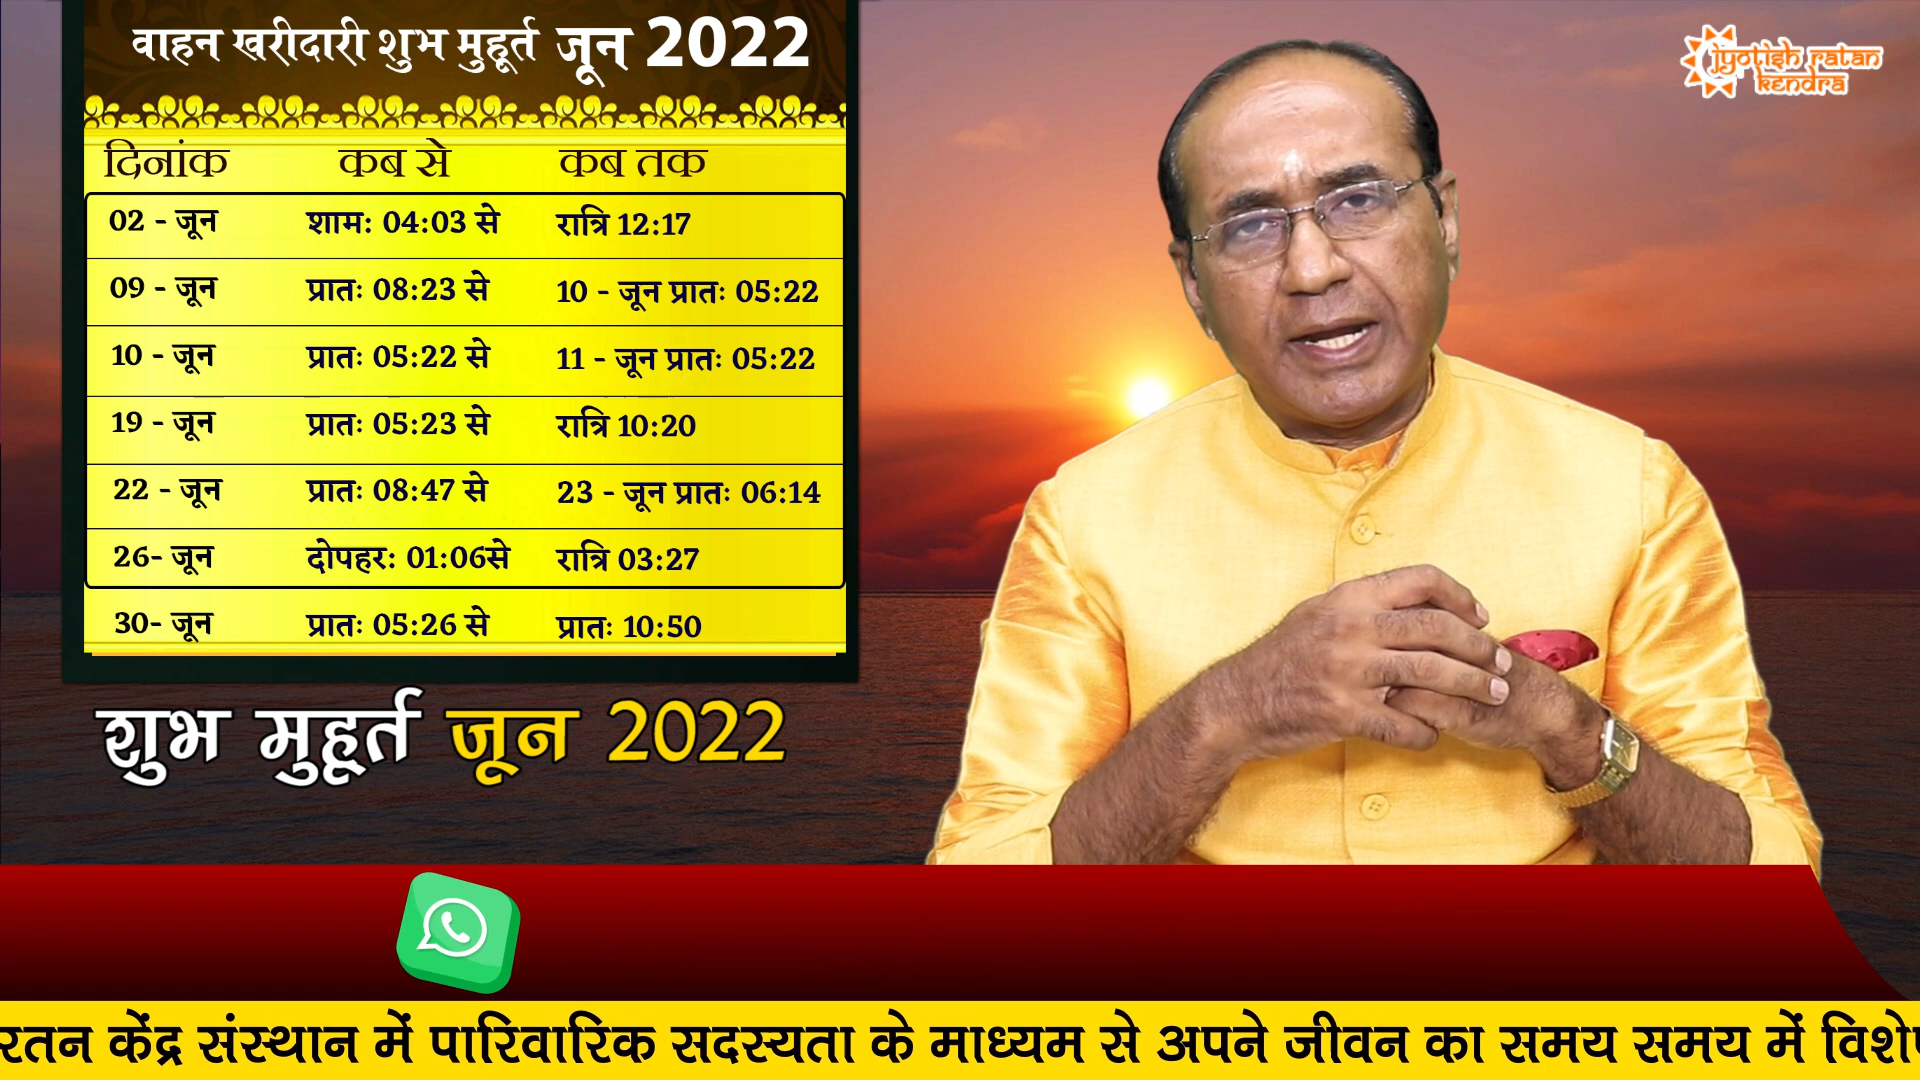 वाहन खरीदारी शुभ मुहूर्त जून 2022
jyotish ratan
kendra
दिनांक कब से कब तक
02 - जून शाम: 04:03 से रात्रि 12:17
09 - जून प्रातः 08:23 से 10 - जून प्रातः 05:22
10 - जून प्रातः 05:22 से 11 - जून प्रातः 05:22
19 - जून प्रातः 05:23 से रात्रि 10:20
22 - जून प्रातः 08:47 से 23 - जून प्रातः 06:14
26- जून दोपहर: 01:06से रात्रि 03:27
30- जून प्रातः 05:26 से प्रातः 10:50
शुभ मुहूर्त जून 2022
रतन केंद्र संस्थान में पारिवारिक सदस्यता के माध्यम से अपने जीवन का समय समय में